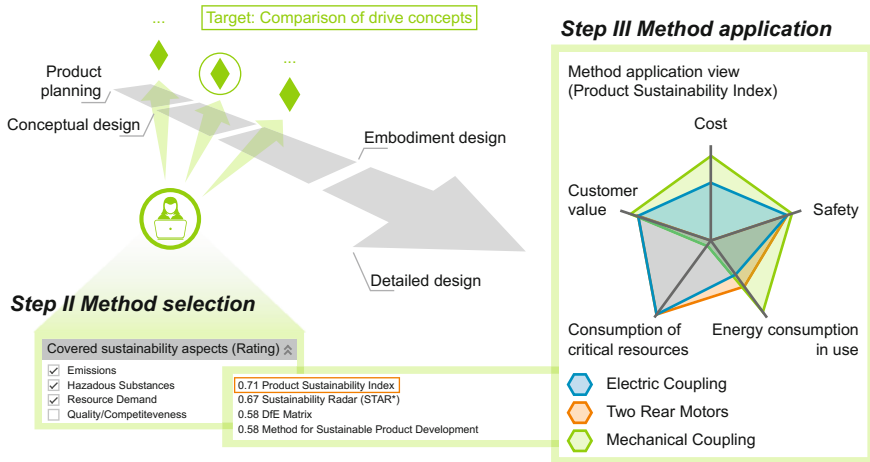 ...
Target: Comparison of drive concepts
...
Product
planning
Conceptual design
Embodiment design
Detailed design
Step II Method selection
Covered sustainability aspects (Rating)
Emissions
Hazardous Substances
Resource Demand
Quality/Competiteveness
0.71 Product Sustainability Index
0.67 Sustainability Radar (STAR*)
0.58 DfE Matrix
0.58 Method for Sustainable Product Development
Step III Method application
Method application view
(Product Sustainability Index)
Cost
Customer
value
Safety
Consumption of
critical resources
Energy consumption
in use
Electric Coupling
Two Rear Motors
Mechanical Coupling